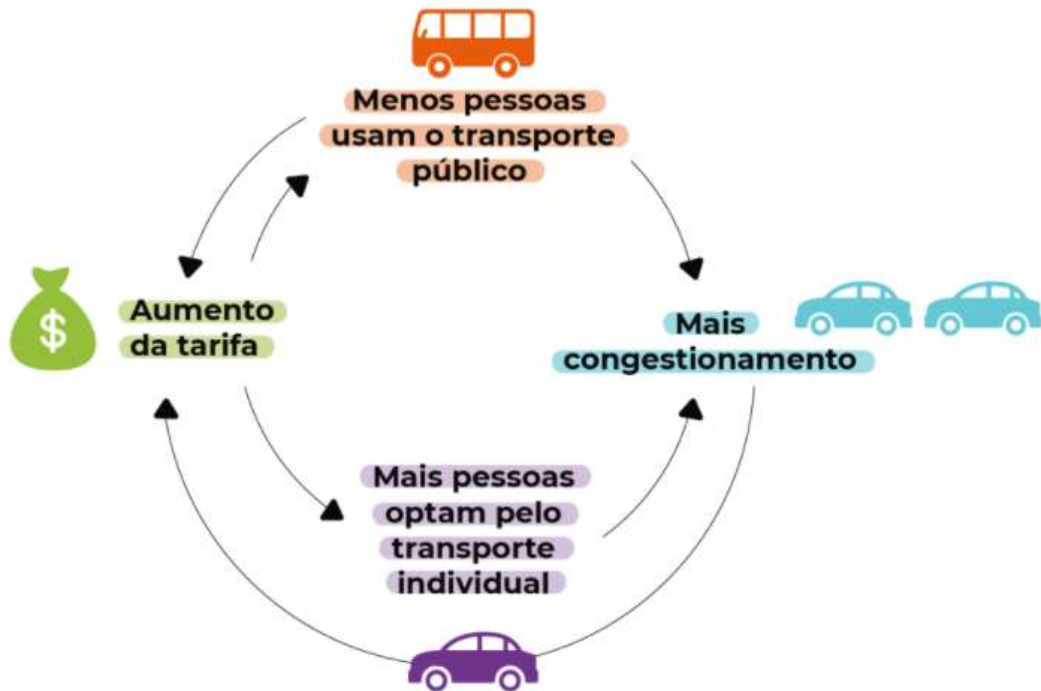 Menos pessoas
usam o transporte
público
$
Aumento
da tarifa
Mais
congestionamento
Mais pessoas
optam pelo
transporte
individual